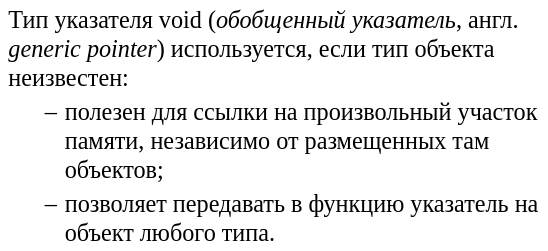 Тип указателя void (обобщенный указатель, англ.
generic pointer) используется, если тип объекта
неизвестен:
– полезен для ссылки на произвольный участок
памяти, независимо от размещенных там
объектов;
– позволяет передавать в функцию указатель на
объект любого типа.